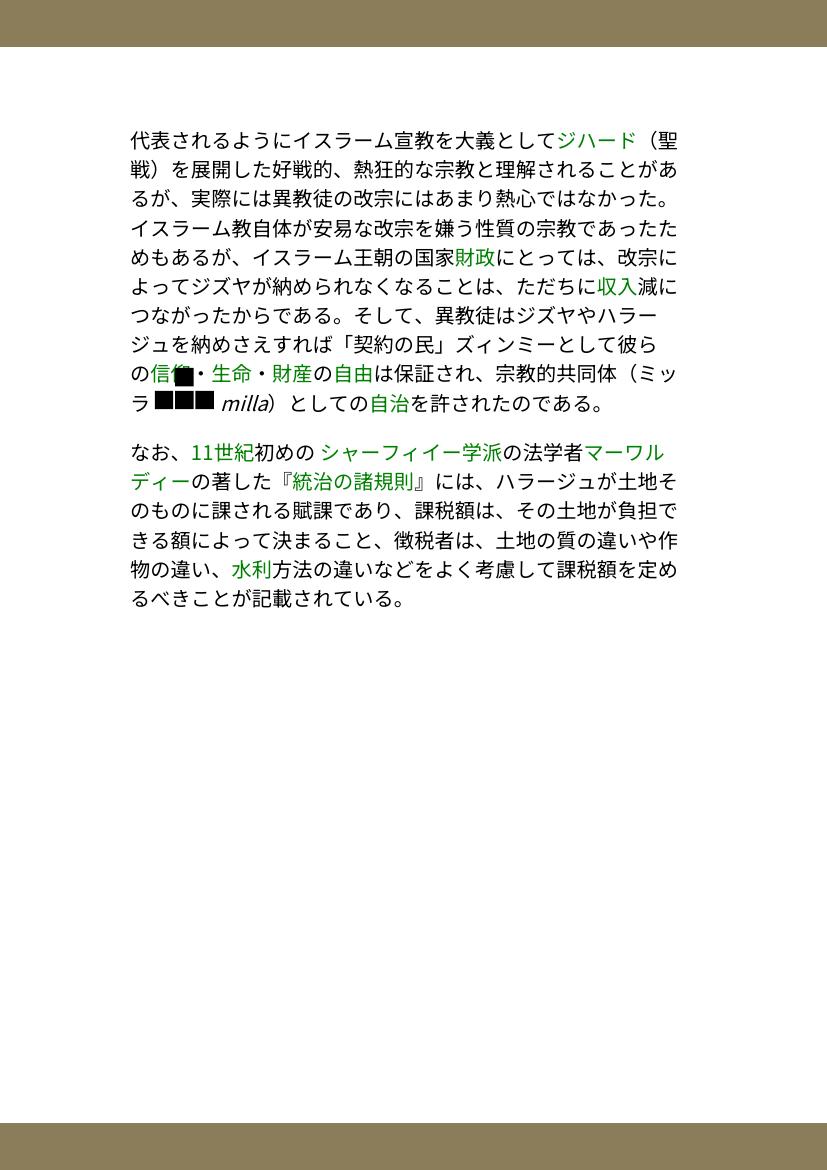 代表されるようにイスラーム宣教を大義としてジハード（聖
戦）を展開した好戦的、熱狂的な宗教と理解されることがあ
るが、実際には異教徒の改宗にはあまり熱心ではなかった。
イスラーム教自体が安易な改宗を嫌う性質の宗教であったた
めもあるが、イスラーム王朝の国家財政にとっては、改宗に
よってジズヤが納められなくなることは、ただちに収入減に
つながったからである。そして、異教徒はジズヤやハラー
ジュを納めさえすれば「契約の民」ズィンミーとして彼ら
の信仰・生命・財産の自由は保証され、宗教的共同体（ミッ
ラ milla）としての自治を許されたのである。
なお、11世紀初めの シャーフィイー学派の法学者マーワル
ディーの著した『統治の諸規則』には、ハラージュが土地そ
のものに課される賦課であり、課税額は、その土地が負担で
きる額によって決まること、徴税者は、土地の質の違いや作
物の違い、水利方法の違いなどをよく考慮して課税額を定め
るべきことが記載されている。